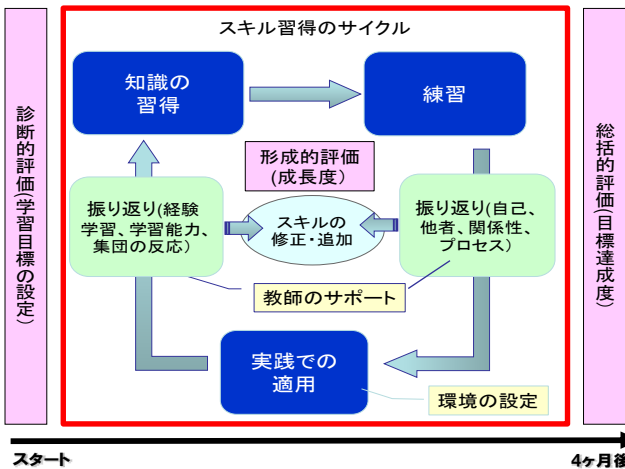 スキル習得のサイクル
診断的評価(学習目標の設定)
知識の
習得
練習
形成的評価
(成長度)
振り返り(経験
学習、学習能力、
集団の反応)
スキルの
修正・追加
振り返り(自己、
他者、関係性、
プロセス)
教師のサポート
実践での
適用
環境の設定
総括的評価(目標達成度)
スタート
4ヶ月後